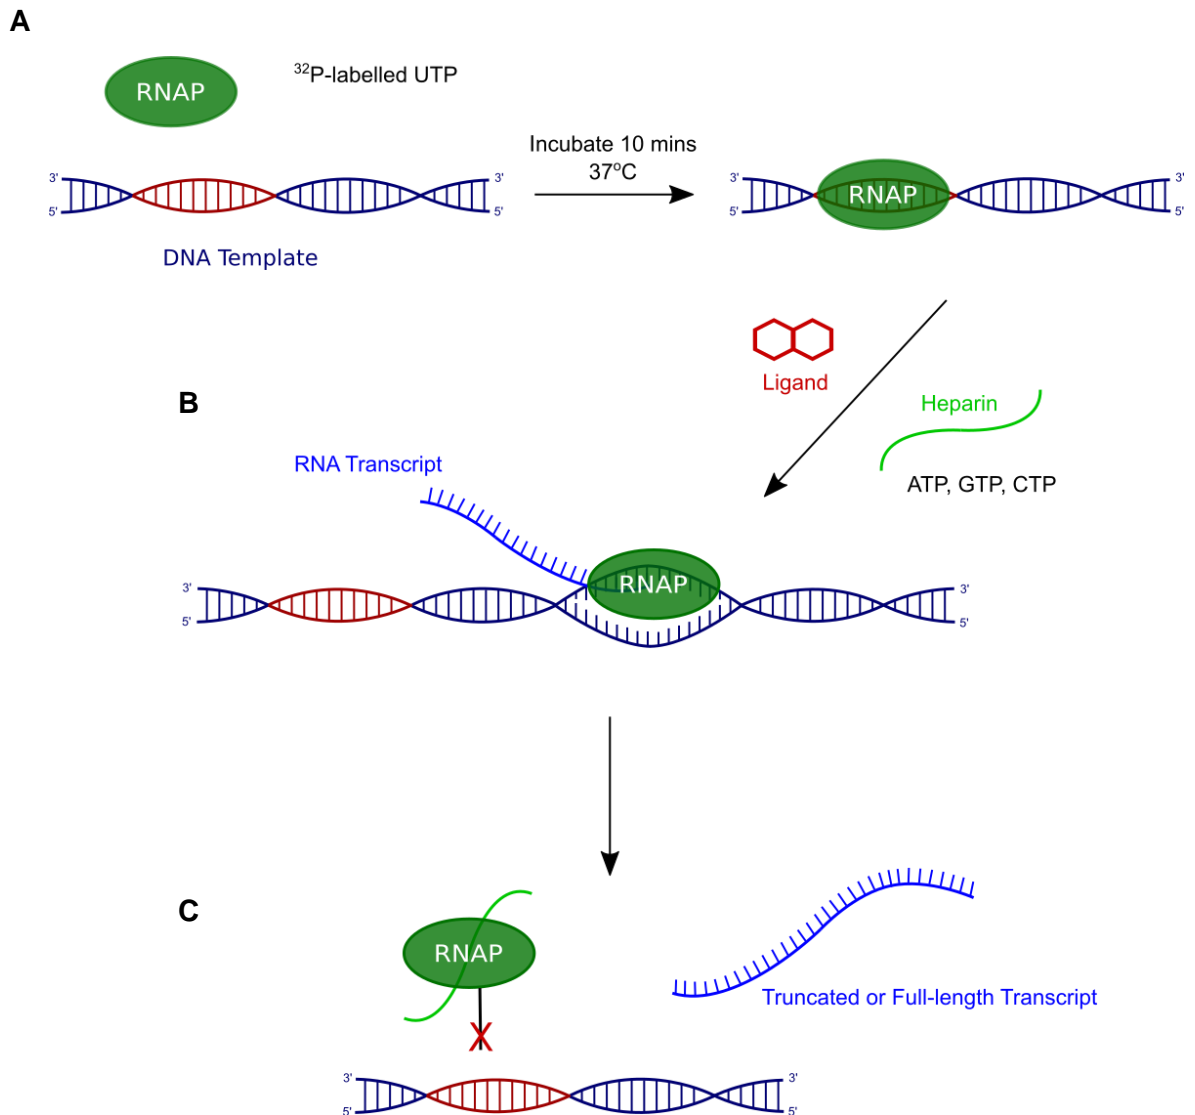 A
RNAP
³²P-labelled UTP
Incubate 10 mins
37°C
3'
3'
5'
5'
DNA Template
3'
RNAP
3'
5'
5'
Ligand
B
Heparin
ATP, GTP, CTP
RNA Transcript
RNAP
3'
3'
5'
5'
C
RNAP
X
Truncated or Full-length Transcript
3'
3'
5'
5'